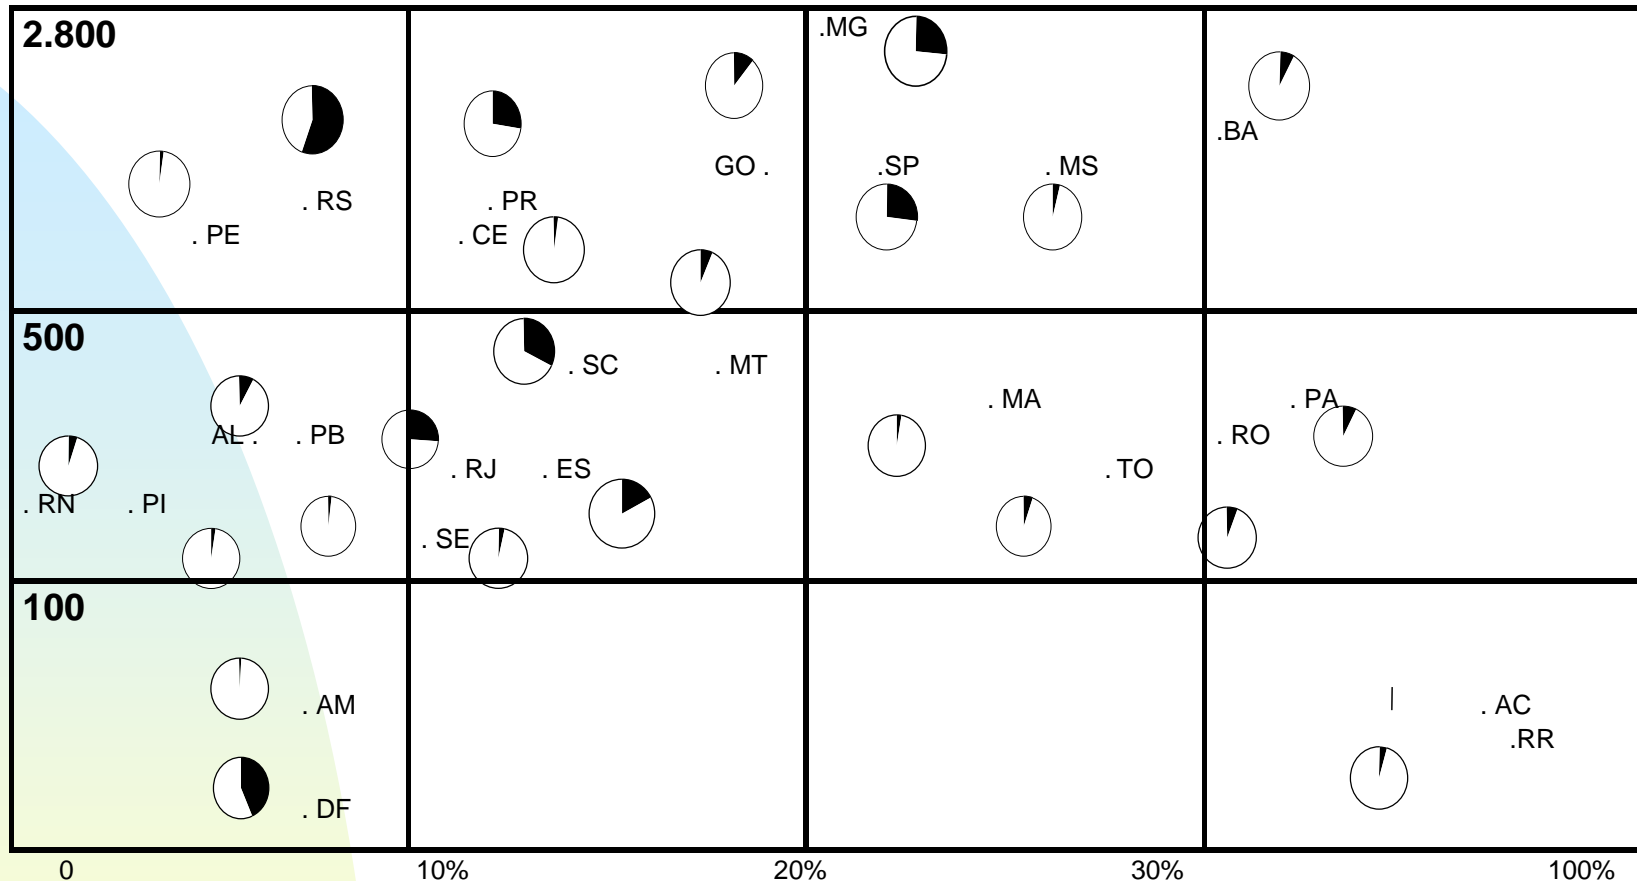 2.800
.MG
.BA
GO .
.SP
. MS
. RS
. PR
. PE
. CE
500
. SC
. MT
. MA
. PA
AL .
. PB
. RO
. RJ
. ES
. TO
. RN
. PI
. SE
100
. AM
. AC
.RR
. DF
0 10% 20% 30% 100%